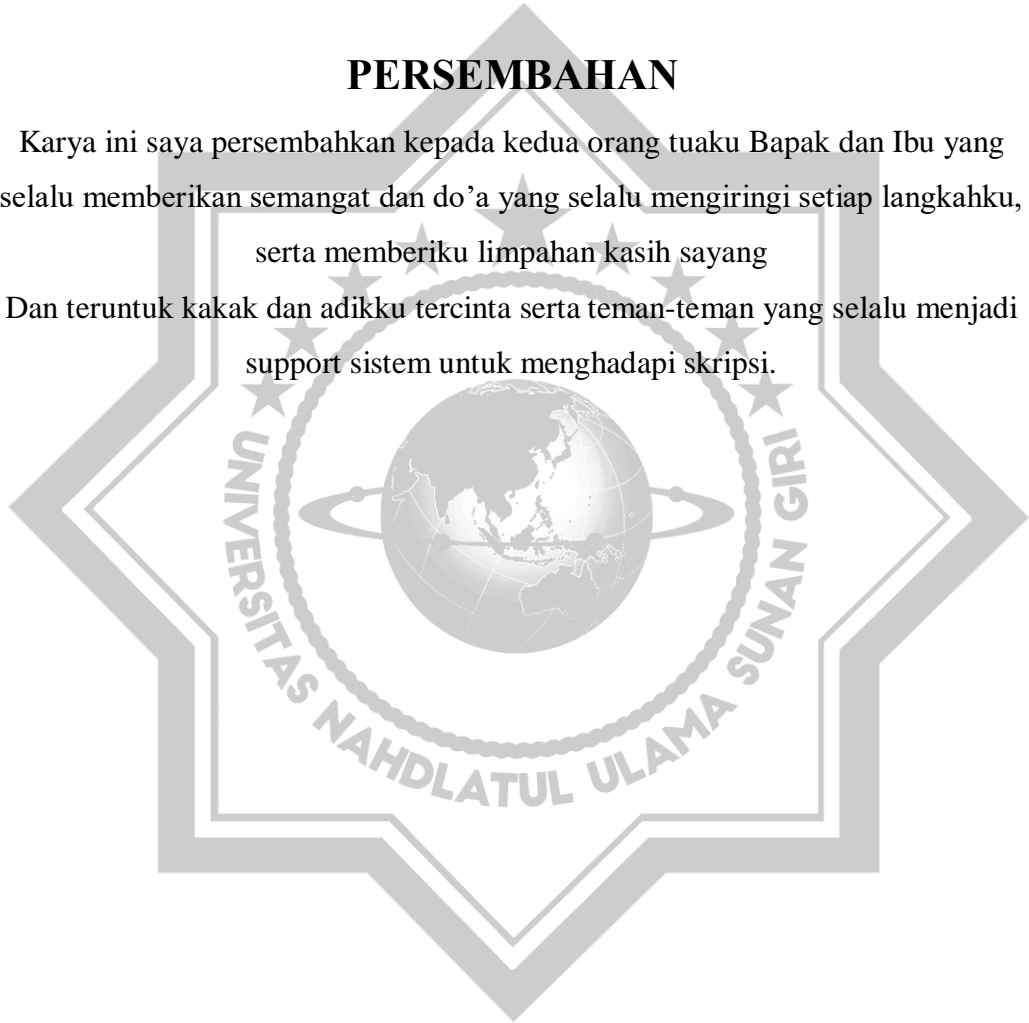 PERSEMBAHAN
Karya ini saya persembahkan kepada kedua orang tuaku Bapak dan Ibu yang
selalu memberikan semangat dan do’a yang selalu mengiringi setiap langkahku,
serta memberiku limpahan kasih sayang
Dan teruntuk kakak dan adikku tercinta serta teman-teman yang selalu menjadi
support sistem untuk menghadapi skripsi.
UNIVERSITAS NAHDLATUL ULAMA SUNAN GIRI